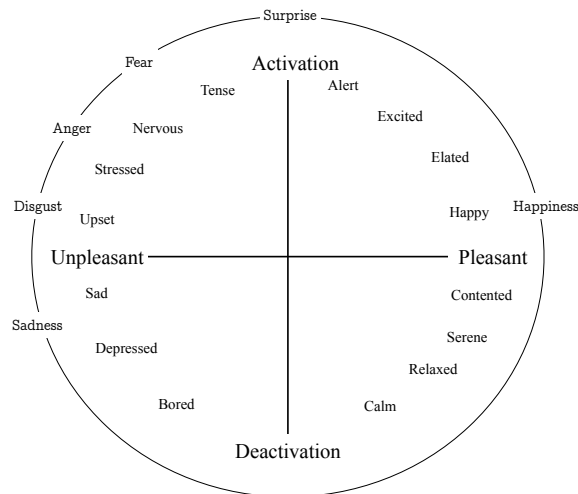 Surprise
Fear
Activation
Tense
Alert
Excited
Anger
Nervous
Elated
Stressed
Disgust
Upset
Happy
Happiness
Unpleasant
Pleasant
Sad
Contented
Sadness
Serene
Depressed
Relaxed
Bored
Calm
Deactivation